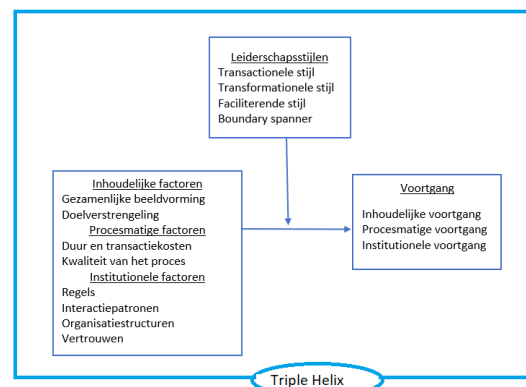 Leiderschapsstijlen
Transactionele stijl
Transformationele stijl
Faciliterende stijl
Boundary spanner
Inhoudelijke factoren
Gezamenlijke beeldvorming
Doelverstrengeling
Procesmatige factoren
Duur en transactiekosten
Kwaliteit van het proces
Institutionele factoren
Regels
Interactiepatronen
Organisatiestructuren
Vertrouwen
Voortgang
Inhoudelijke voortgang
Procesmatige voortgang
Institutionele voortgang
Triple Helix